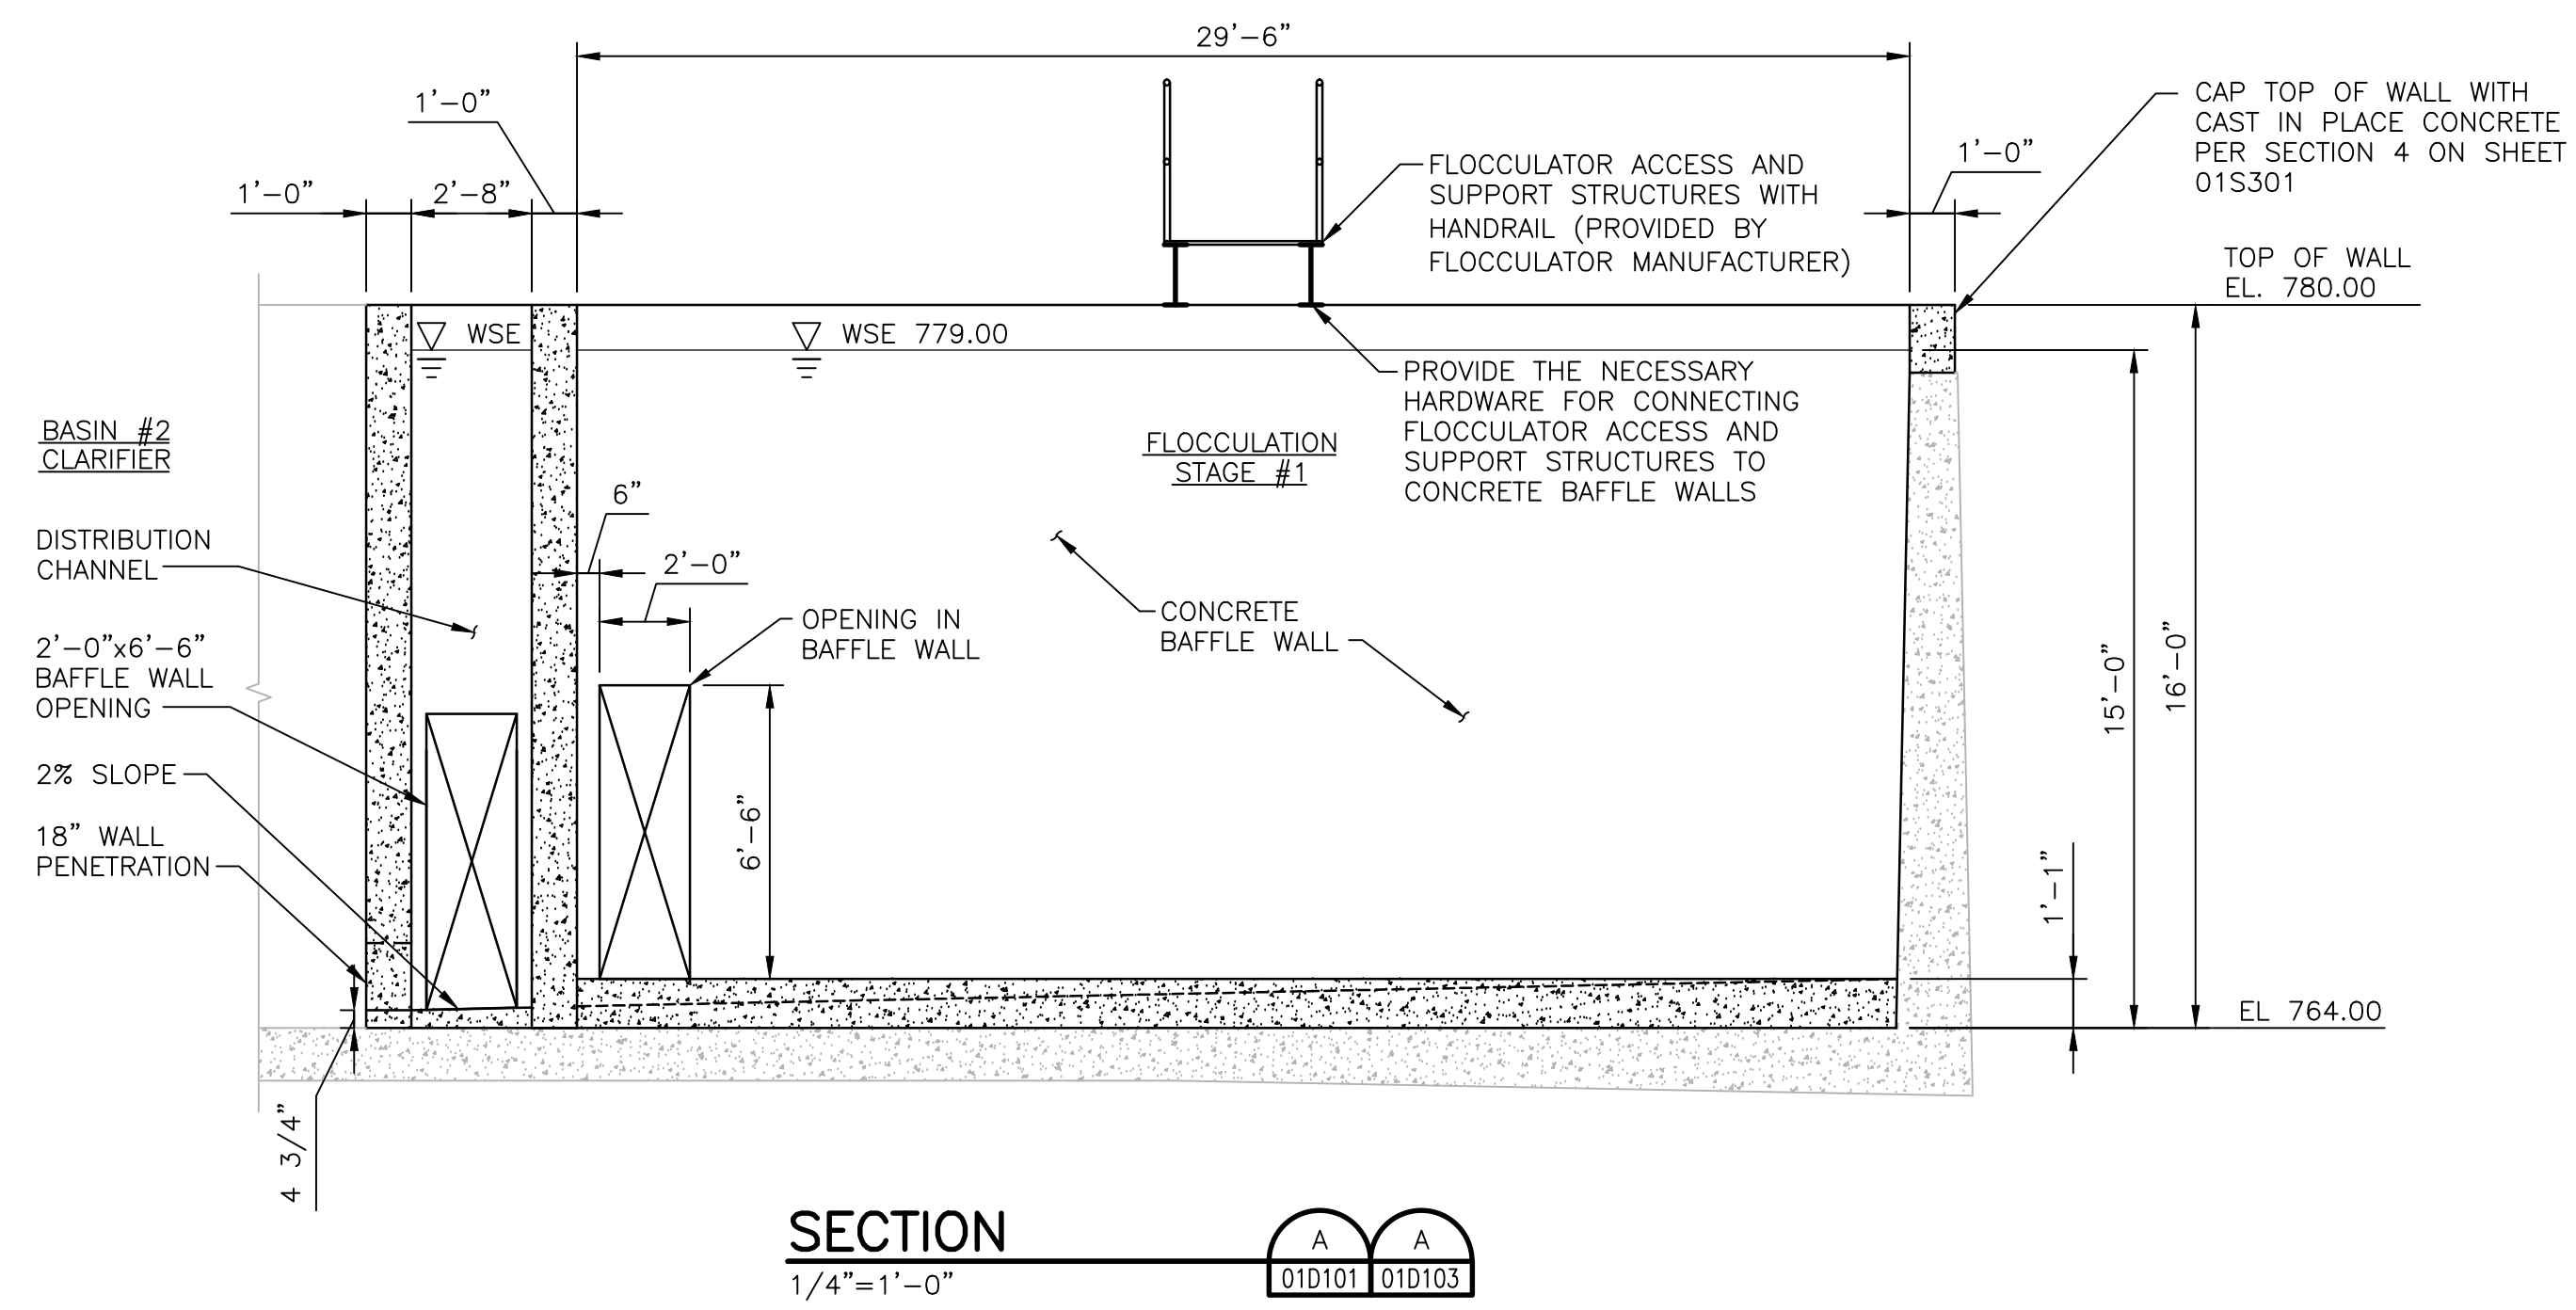 29'-6"
1'-0"
1'-0"
2'-8"
CAP TOP OF WALL WITH
CAST IN PLACE CONCRETE
PER SECTION 4 ON SHEET
01S301
1'-0"
FLOCCULATOR ACCESS AND
SUPPORT STRUCTURES WITH
HANDRAIL (PROVIDED BY
FLOCCULATOR MANUFACTURER)
TOP OF WALL
EL. 780.00
WSE
WSE 779.00
PROVIDE THE NECESSARY
HARDWARE FOR CONNECTING
FLOCCULATOR ACCESS AND
SUPPORT STRUCTURES TO
CONCRETE BAFFLE WALLS
BASIN #2
CLARIFIER
FLOCCULATION
STAGE #1
6"
DISTRIBUTION
CHANNEL
2'-0"
OPENING IN
BAFFLE WALL
CONCRETE
BAFFLE WALL
2'-0"x6'-6"
BAFFLE WALL
OPENING
15'-0"
16'-0"
2% SLOPE
6'-6"
18" WALL
PENETRATION
1'-1"
EL 764.00
4 3/4"
SECTION
1/4"=1'-0"
A
A
01D101
01D103